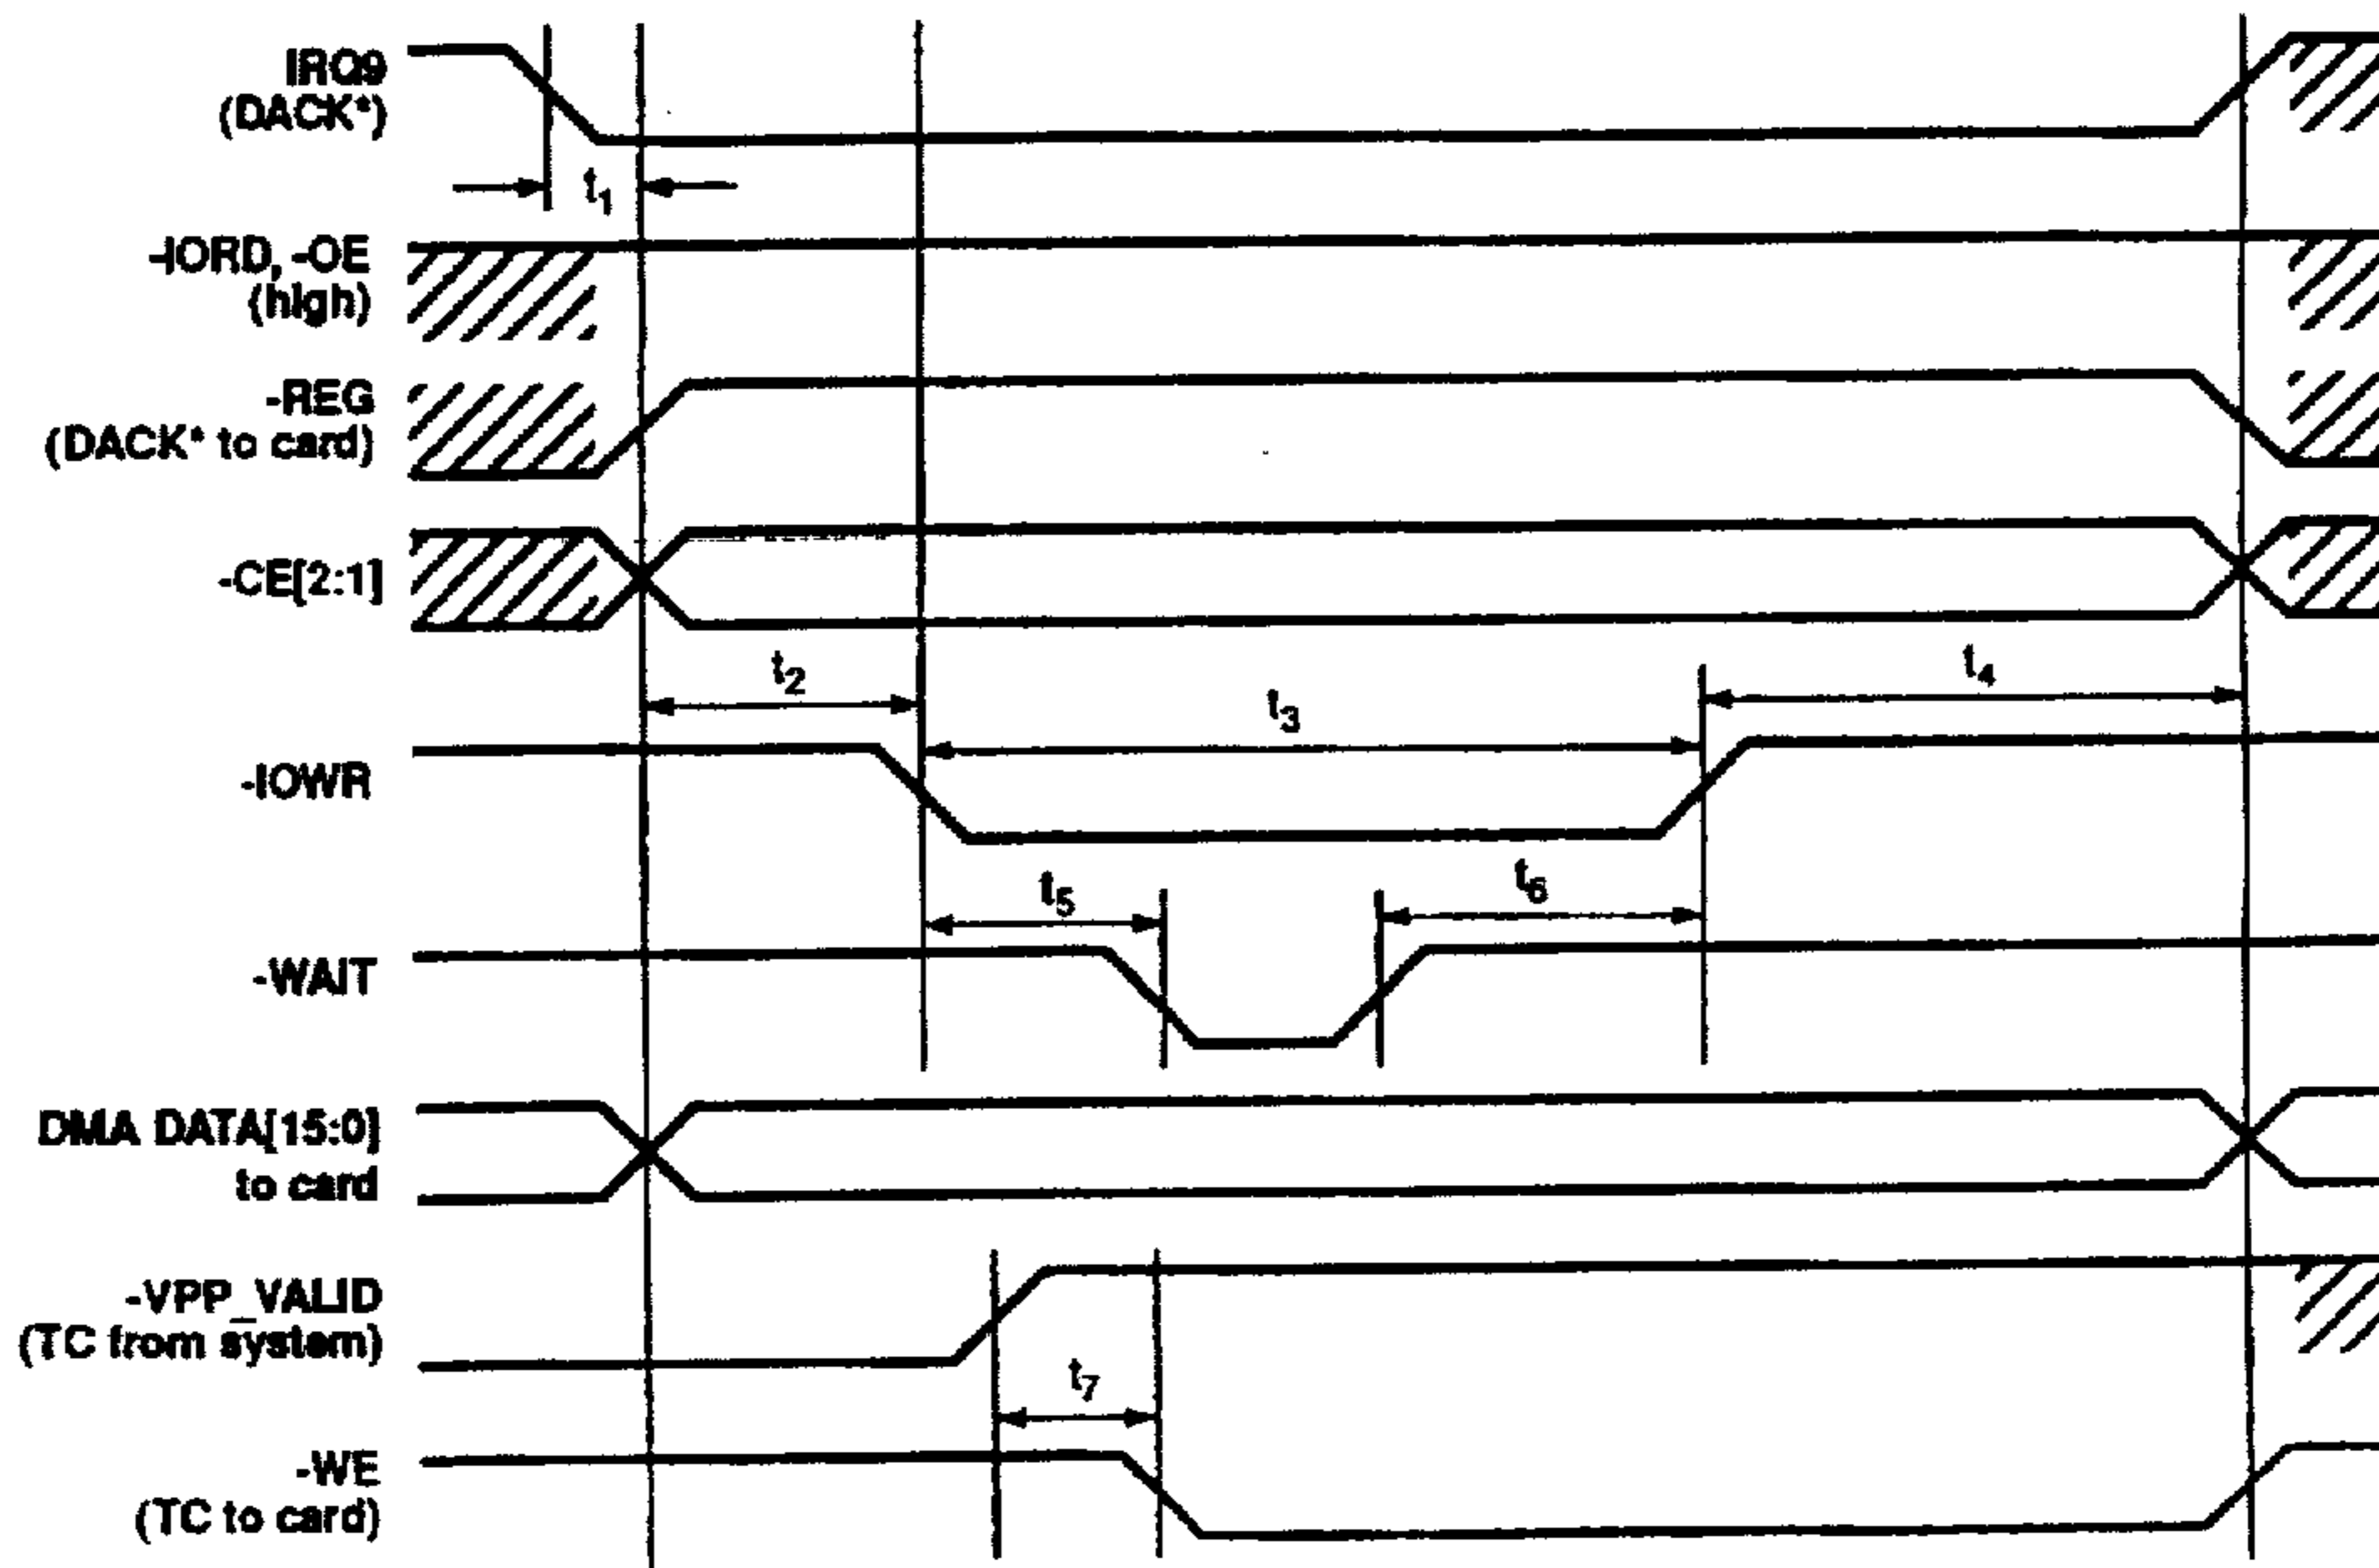 IRQ9
(DACK*)
t1
-IORD, -OE
(high)
-REG
(DACK* to card)
-CE[2:1]
t2
t4
t3
-IOWR
t5
t6
-WAIT
DMA DATA[15:0]
to card
-VPP_VALID
(TC from system)
t7
-WE
(TC to card)